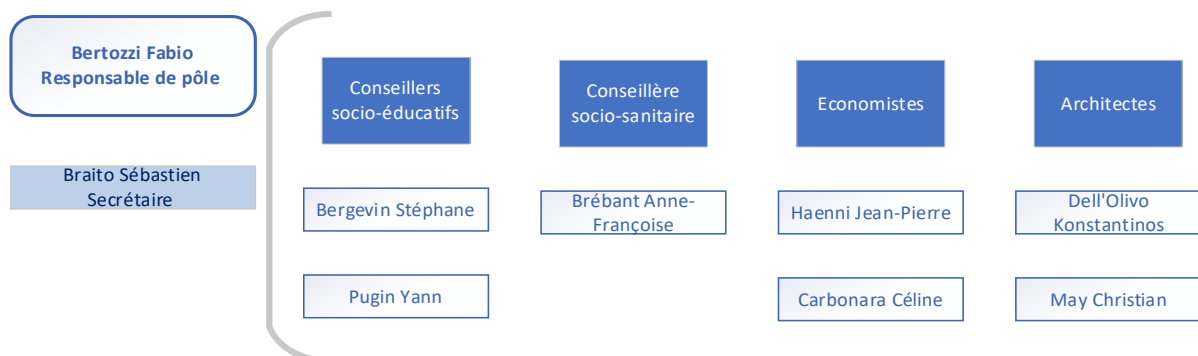 Bertozzi Fabio
Responsable de pôle
Braito Sébastien
Secrétaire
Conseillers
socio-éducatifs
Bergevin Stéphane
Pugin Yann
Conseillère
socio-sanitaire
Brébant Anne-
Françoise
Economistes
Haenni Jean-Pierre
Carbonara Céline
Architectes
Dell'Olivo
Konstantinos
May Christian